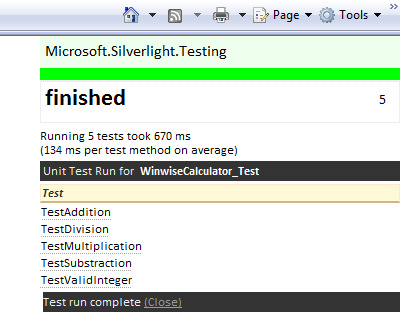 Page Tools »
Microsoft.Silverlight.Testing
finished 5
Running 5 tests took 670 ms
(134 ms per test method on average)
Unit Test Run for WinwiseCalculator_Test
Test
TestAddition
TestDivision
TestMultiplication
TestSubstraction
TestValidInteger
Test run complete (Close)